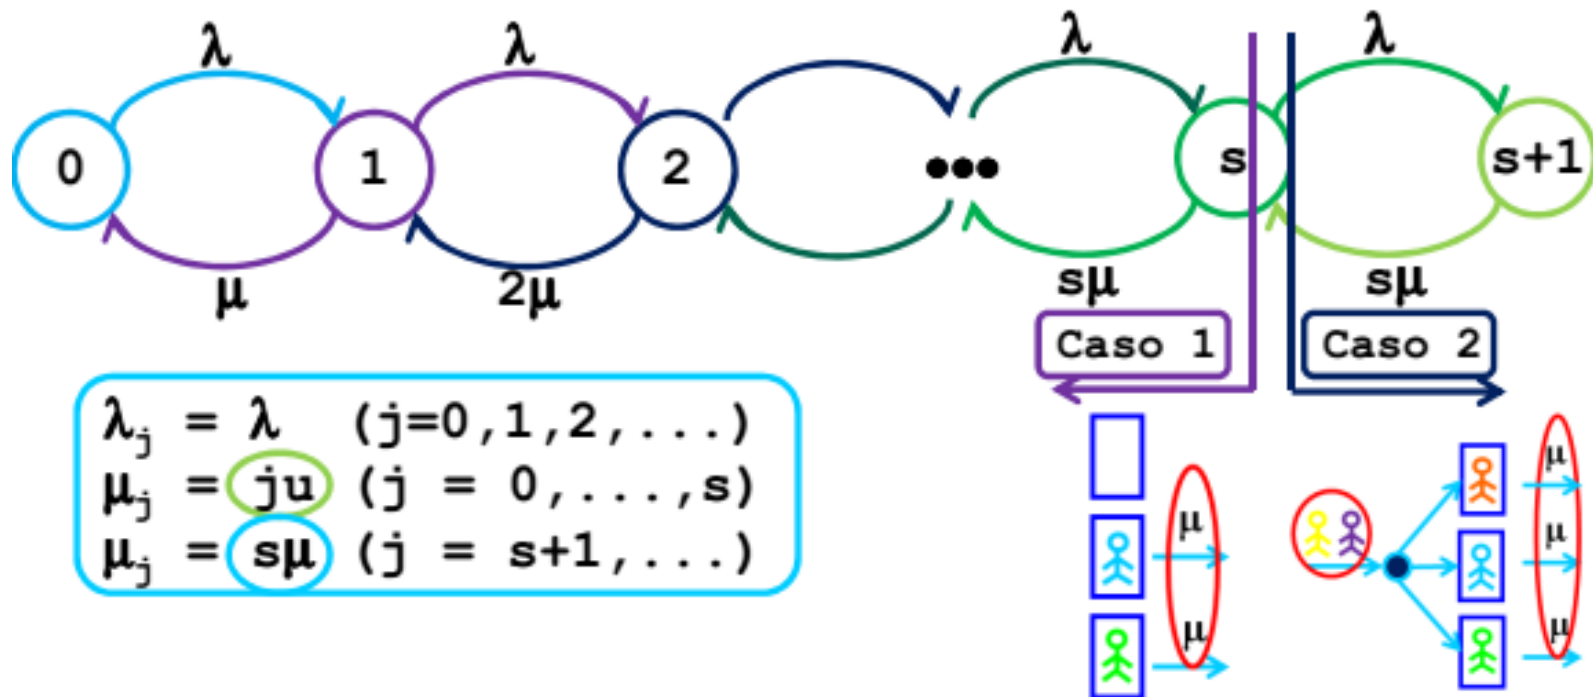 λ λ λ λ
0 1 2 ••• s s+1
μ 2μ sμ sμ
Caso 1 Caso 2
λj = λ (j=0,1,2,...)
μj = ju (j = 0,...,s)
μj = sμ (j = s+1,...)
μ
μ
μ
μ
μ